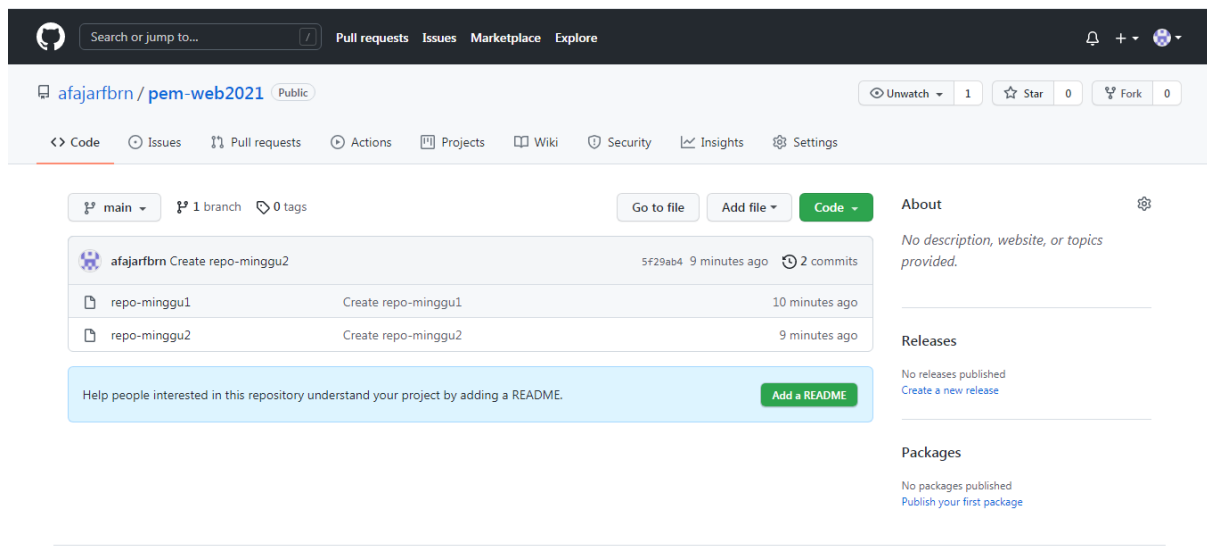 Search or jump to... /
Pull requests Issues Marketplace Explore
afajarfbrn / pem-web2021 Public
Unwatch 1 Star 0 Fork 0
Code Issues Pull requests Actions Projects Wiki Security Insights Settings
main 1 branch 0 tags
Go to file Add file Code
afajarfbrn Create repo-minggu2 5f29ab4 9 minutes ago 2 commits
repo-minggu1 Create repo-minggu1 10 minutes ago
repo-minggu2 Create repo-minggu2 9 minutes ago
Help people interested in this repository understand your project by adding a README. Add a README
About
No description, website, or topics
provided.
Releases
No releases published
Create a new release
Packages
No packages published
Publish your first package